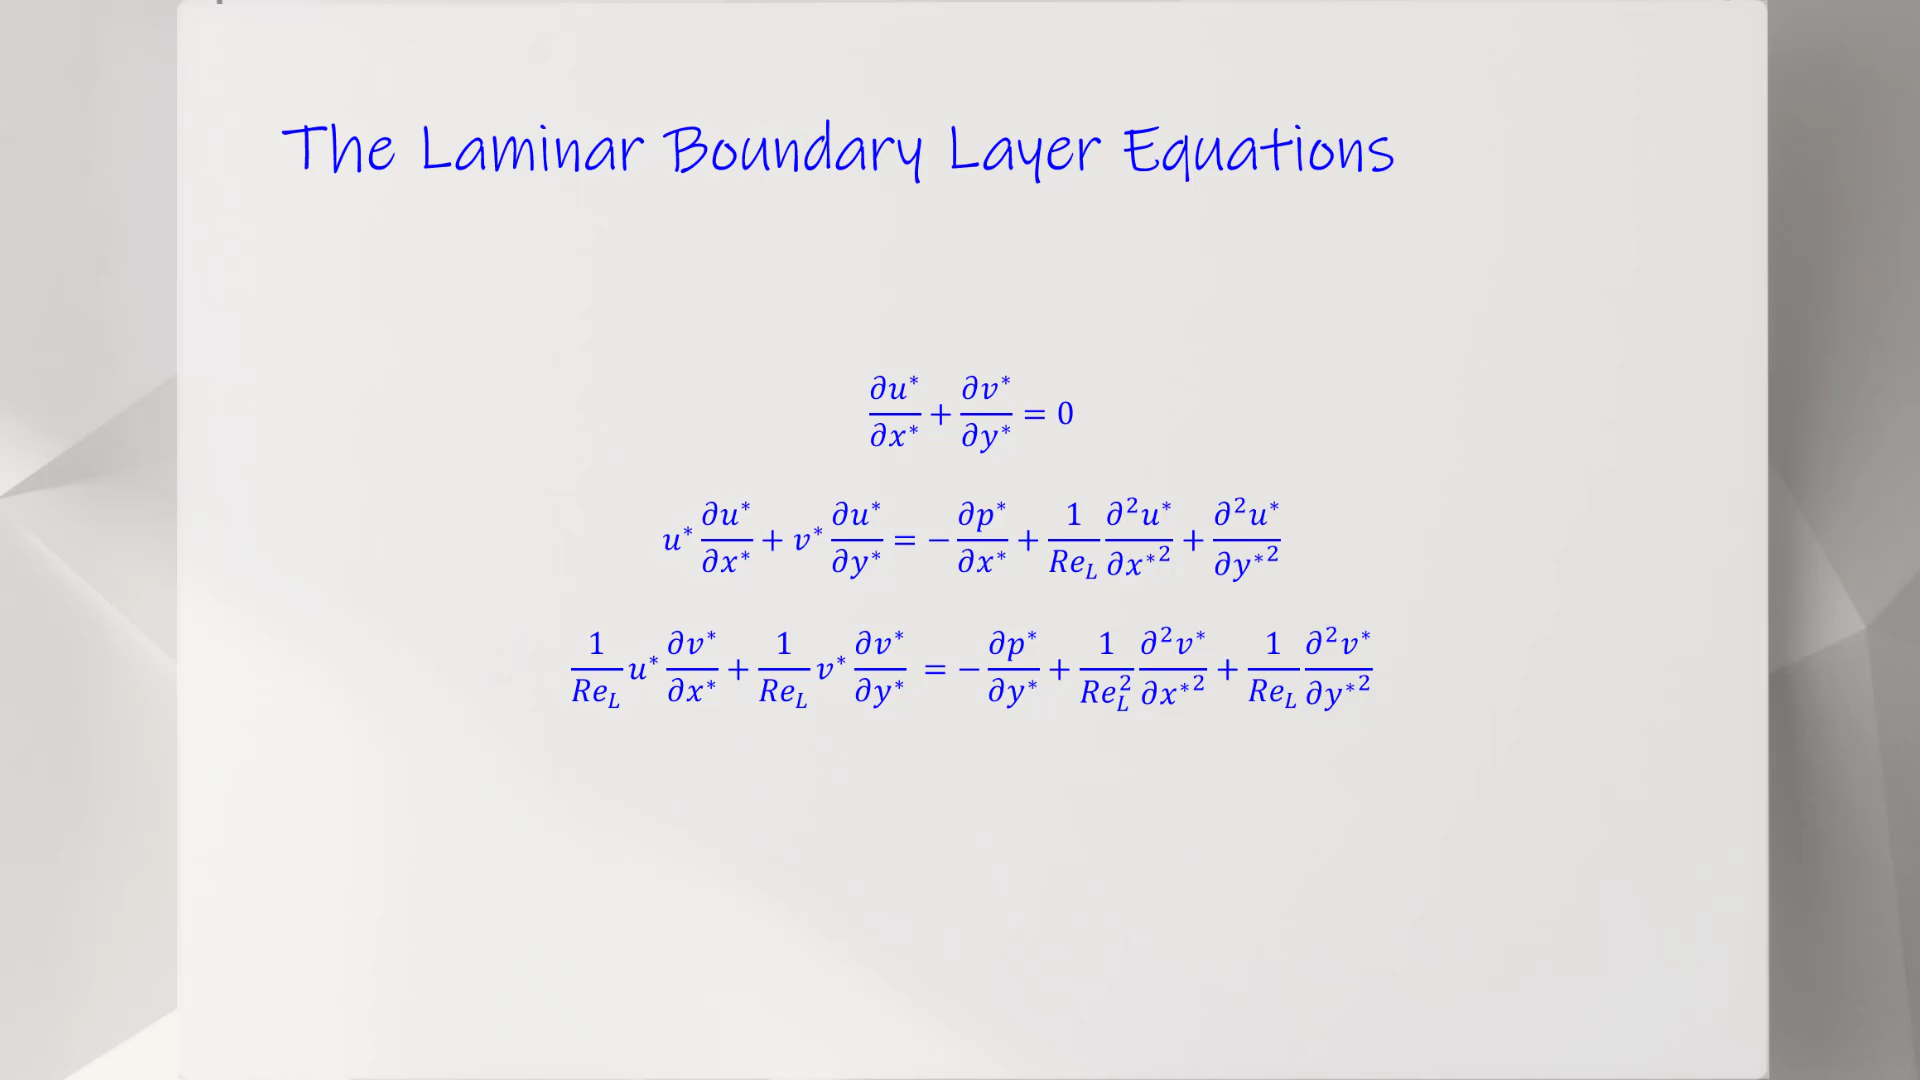 The Laminar Boundary Layer Equations
∂u*/∂x* + ∂v*/∂y* = 0
u* ∂u*/∂x* + v* ∂u*/∂y* = − ∂p*/∂x* + 1/Re_L ∂²u*/∂x*² + ∂²u*/∂y*²
1/Re_L u* ∂v*/∂x* + 1/Re_L v* ∂v*/∂y* = − ∂p*/∂y* + 1/Re_L² ∂²v*/∂x*² + 1/Re_L ∂²v*/∂y*²